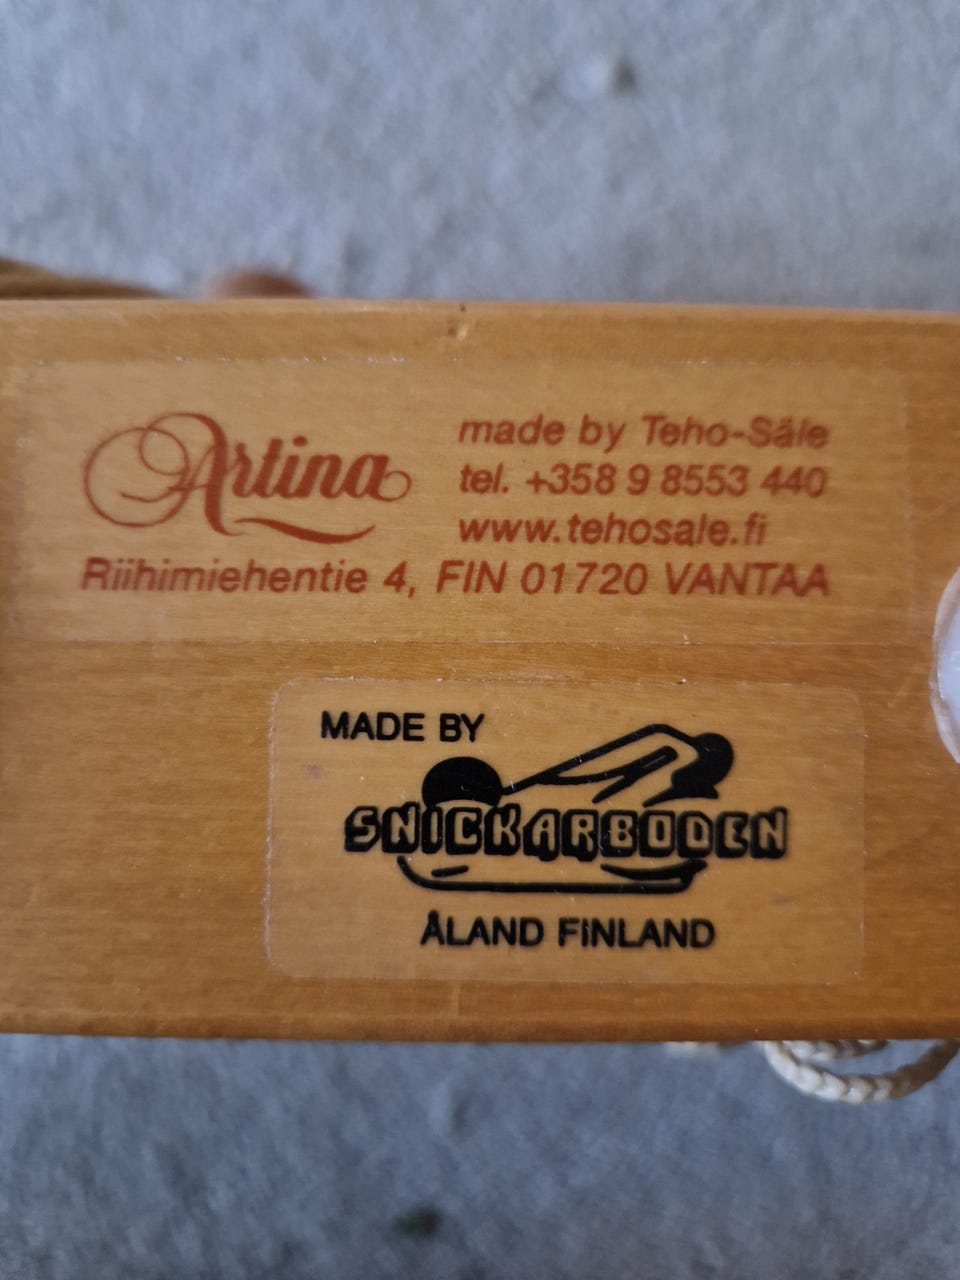 Artina
made by Teho-Säle
tel. +358 9 8553 440
www.tehosale.fi
Riihimiehentie 4, FIN 01720 VANTAA
MADE BY
SNICKARBODEN
ÅLAND FINLAND